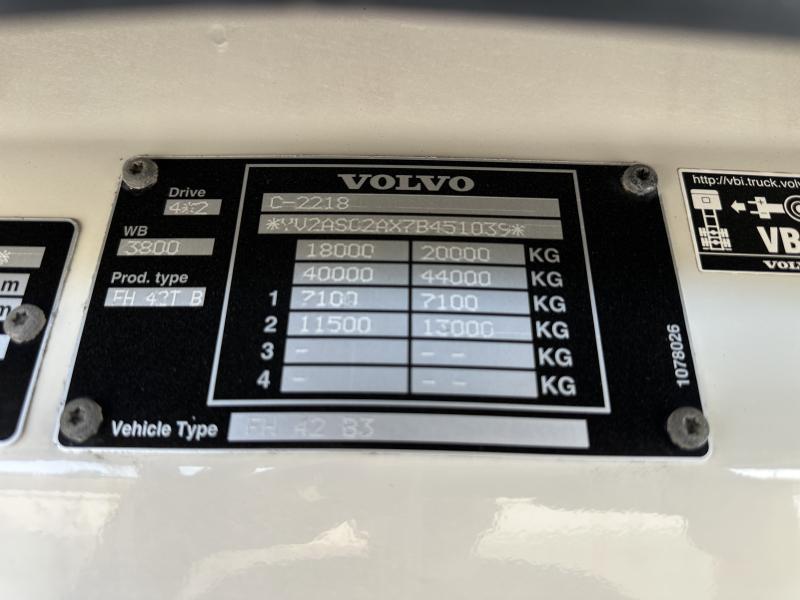 VOLVO
Drive
4x2
C-2218
*YV2ASG2AX7B451039*
WB
3800
18000 20000 KG
40000 44000 KG
Prod. type
FH 42T B
1 7100 7100 KG
2 11500 13000 KG
3 - -- KG
4 - -- KG
1078026
Vehicle Type FH 42 B3
*
m
m
http://vbi.truck.volv
VB
VOLV